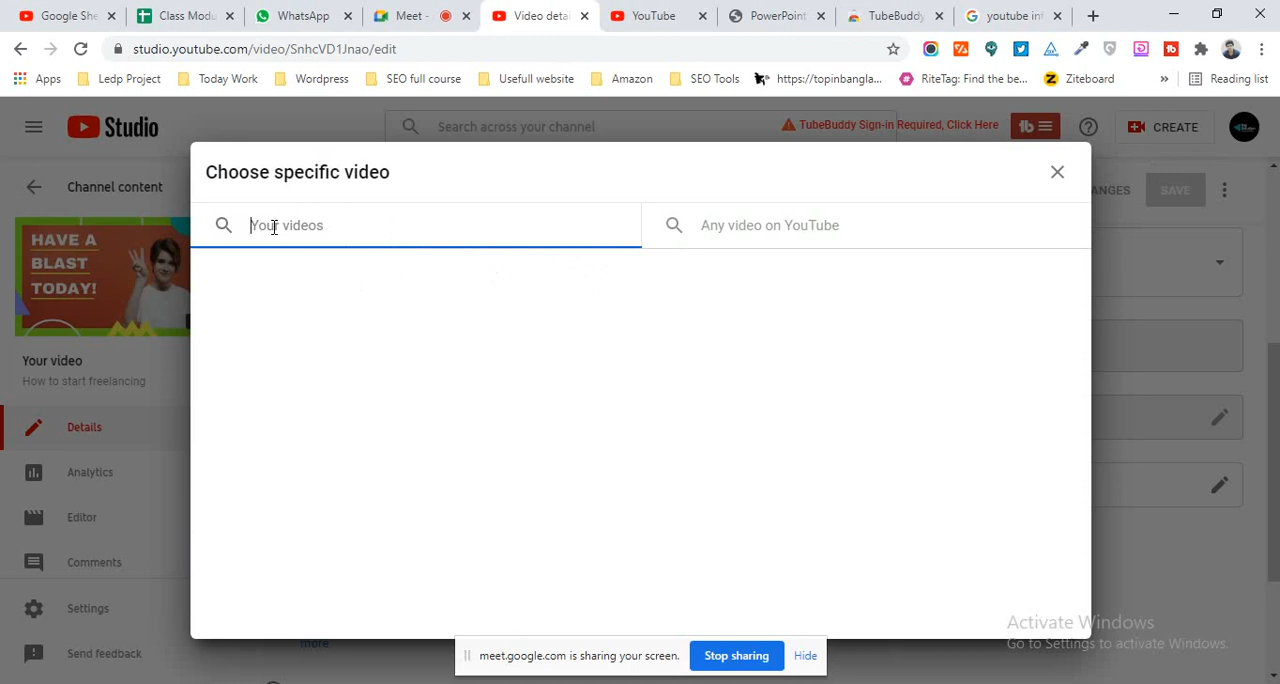 Google She
Class Modu
WhatsApp
Meet -
Video detai
YouTube
PowerPoint
TubeBuddy
youtube int
studio.youtube.com/video/SnhcVD1Jnao/edit
Apps
Ledp Project
Today Work
Wordpress
SEO full course
Usefull website
Amazon
SEO Tools
https://topinbangla...
RiteTag: Find the be...
Ziteboard
»
Reading list
Studio
Search across your channel
TubeBuddy Sign-in Required, Click Here
tb
CREATE
Choose specific video
Channel content
ANGES
SAVE
Your videos
Any video on YouTube
HAVE A
BLAST
TODAY!
Your video
How to start freelancing
Details
Analytics
Editor
Comments
Settings
Send feedback
more
Activate Windows
Go to Settings to activate Windows.
meet.google.com is sharing your screen.
Stop sharing
Hide